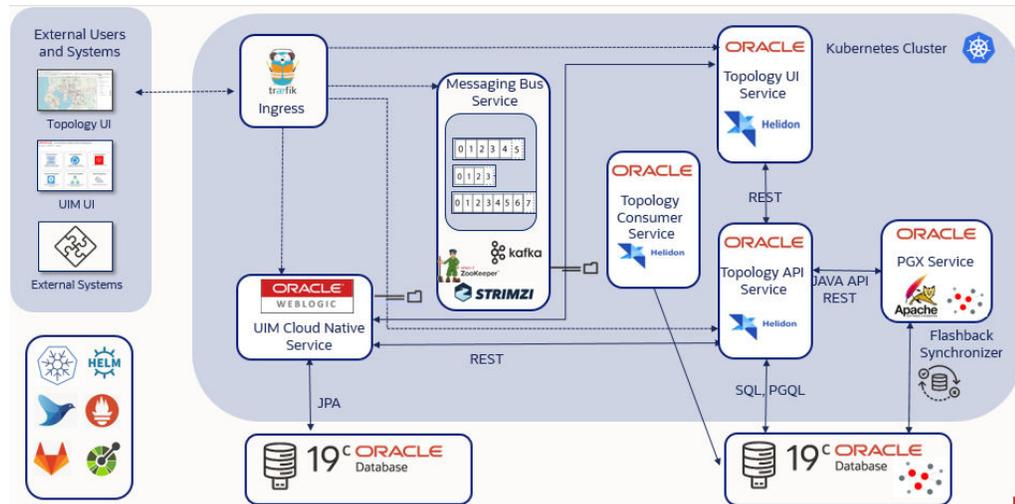 External Users
and Systems
Topology UI
UIM UI
External Systems
HELM
træfik
Ingress
Messaging Bus
Service
0 1 2 3 4 5
0 1 2 3
0 1 2 3 4 5 6 7
ZooKeeper
kafka
STRIMZI
ORACLE
WEBLOGIC
UIM Cloud Native
Service
JPA
19c ORACLE
Database
REST
ORACLE
Topology
Consumer
Service
Helidon
ORACLE
Topology UI
Service
Helidon
REST
ORACLE
Topology API
Service
Helidon
SQL, PGQL
JAVA API
REST
Kubernetes Cluster
ORACLE
PGX Service
Apache
Flashback
Synchronizer
19c ORACLE
Database